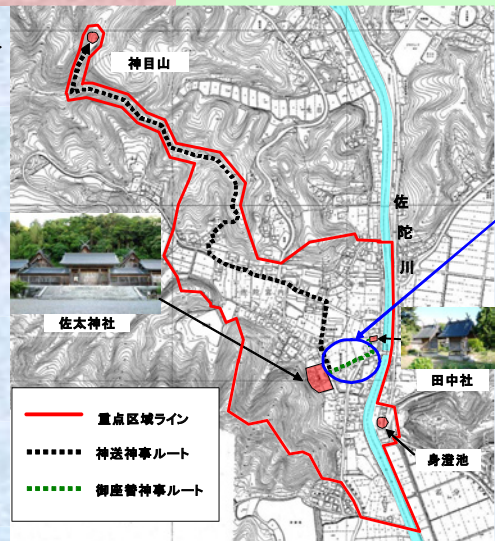 神目山
佐陀川
佐太神社
田中社
身澄池
重点区域ライン
神送神事ルート
御座替神事ルート